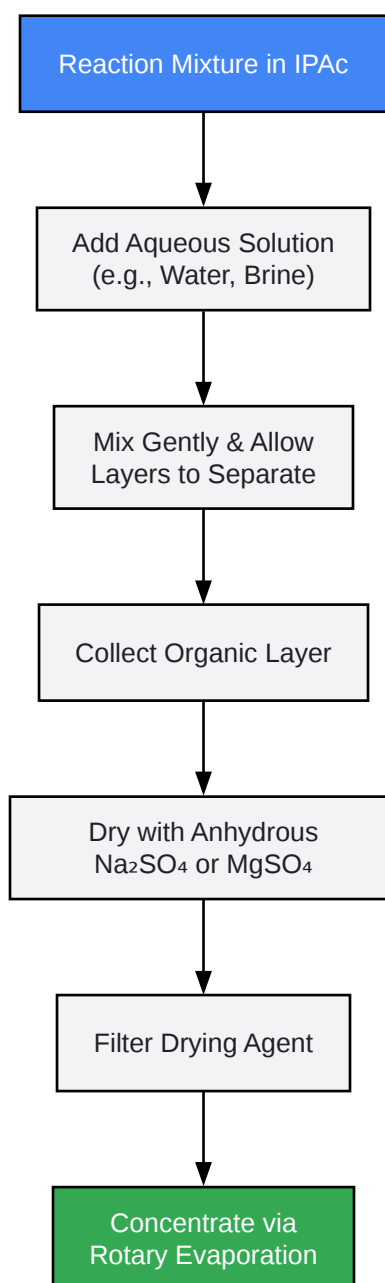 Reaction Mixture in IPAc
Add Aqueous Solution
(e.g., Water, Brine)
Mix Gently & Allow
Layers to Separate
Collect Organic Layer
Dry with Anhydrous
Na₂SO₄ or MgSO₄
Filter Drying Agent
Concentrate via
Rotary Evaporation